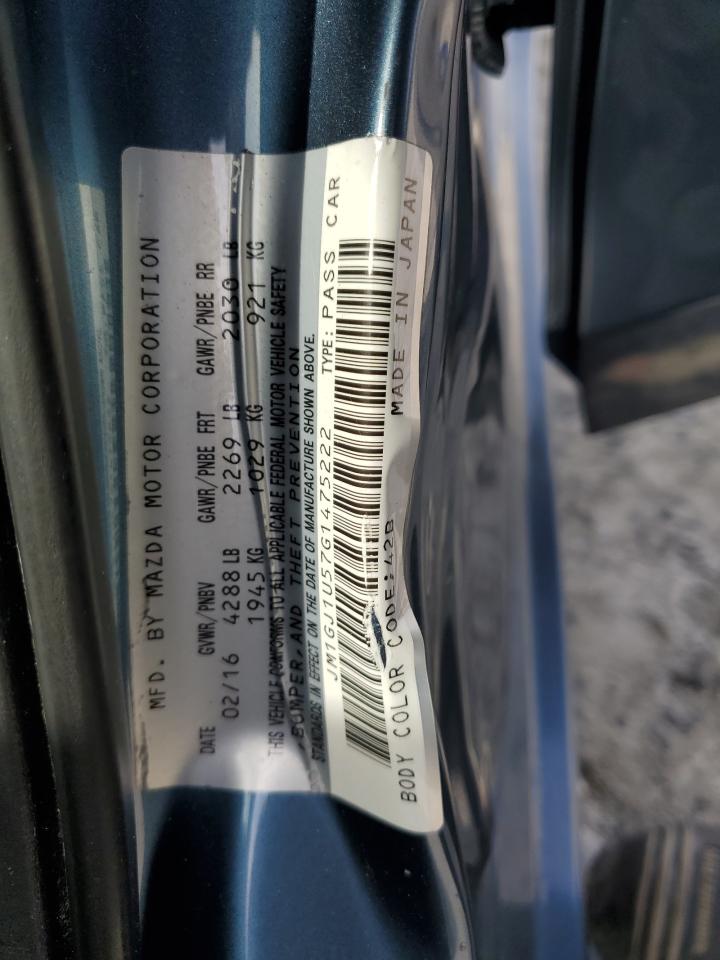 MFD. BY MAZDA MOTOR CORPORATION
DATE GVWR/PNBV GAWR/PNBE FRT GAWR/PNBE RR
02/16 4288 LB 2269 LB 2030 LB
1945 KG 1029 KG 921 KG
THIS VEHICLE CONFORMS TO ALL APPLICABLE FEDERAL MOTOR VEHICLE SAFETY
,BUMPER,AND THEFT PREVENTION
STANDARDS IN EFFECT ON THE DATE OF MANUFACTURE SHOWN ABOVE.
JM1GJ1U57G1475222 TYPE: PASS CAR
BODY COLOR CODE:42B MADE IN JAPAN